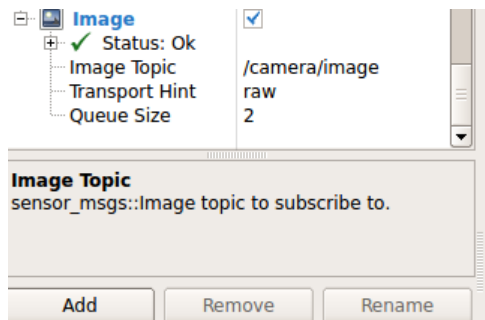 Image
Status: Ok
Image Topic /camera/image
Transport Hint raw
Queue Size 2
Image Topic
sensor_msgs::Image topic to subscribe to.
Add Remove Rename